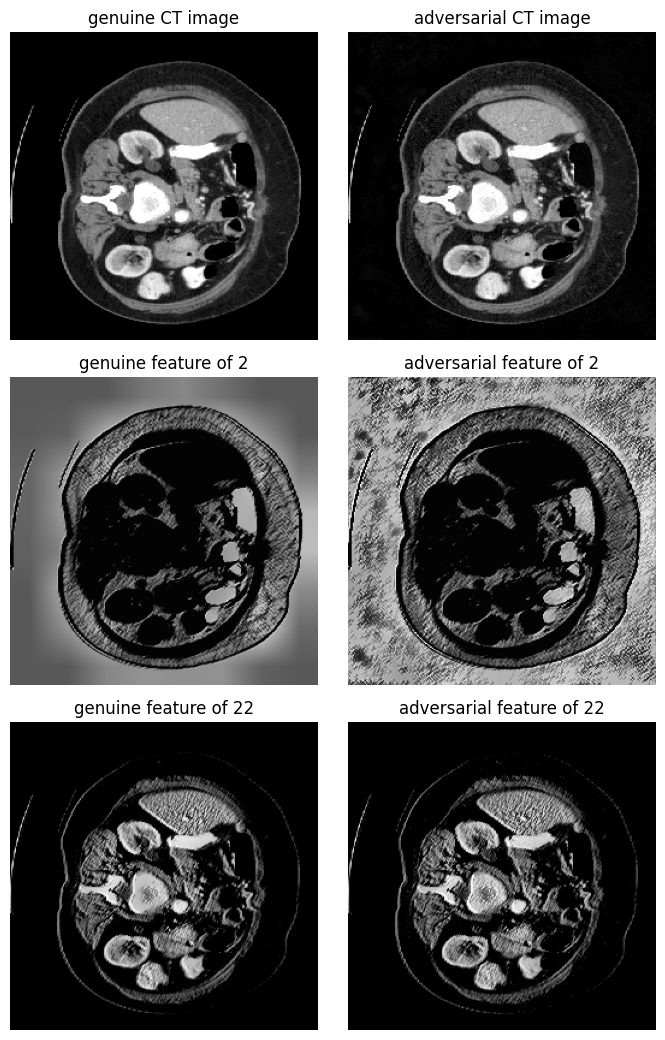 genuine CT image
adversarial CT image
genuine feature of 2
adversarial feature of 2
genuine feature of 22
adversarial feature of 22